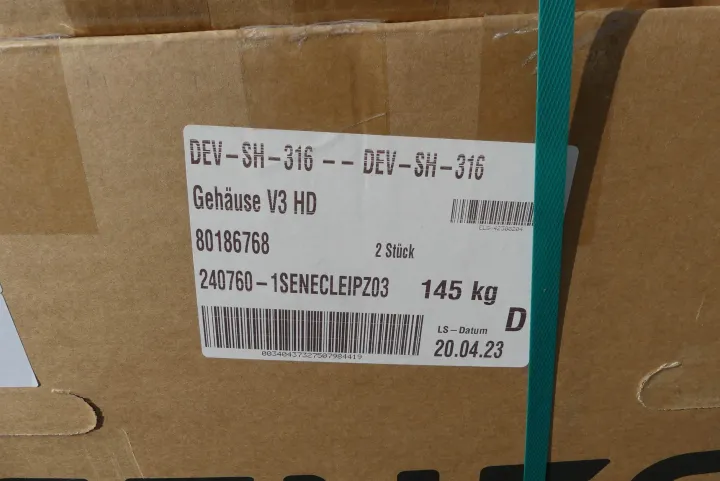 DEV-SH-316 -- DEV-SH-316
Gehäuse V3 HD
80186768
2 Stück
240760-1SENECLEIPZ03
145 kg
D
LS-Datum
20.04.23
00340437327507984419